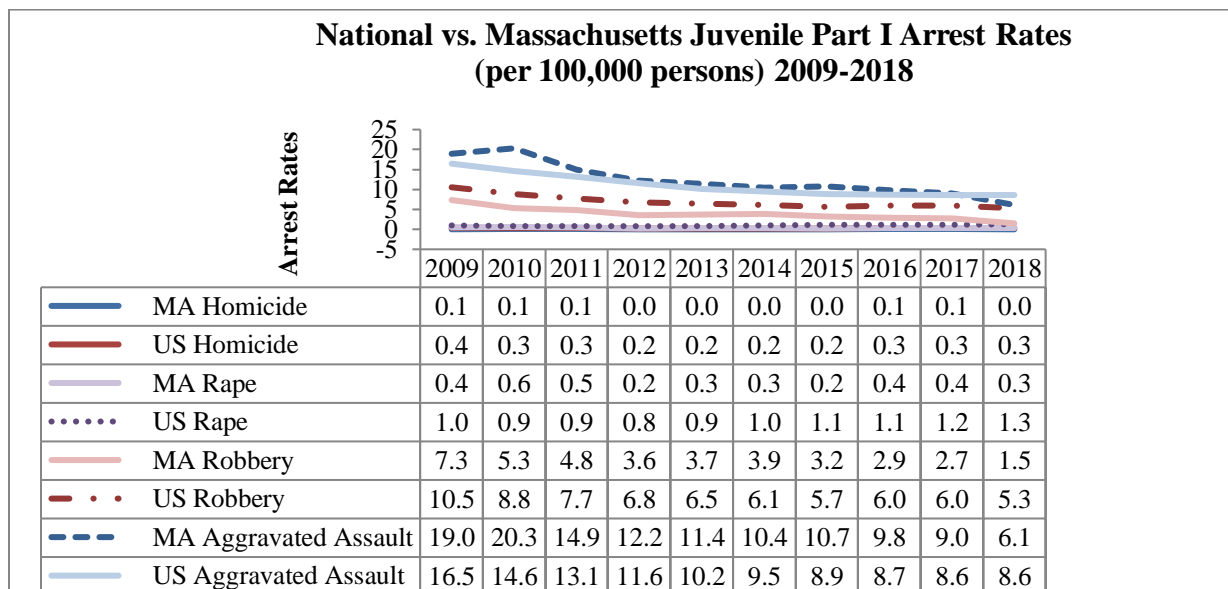 National vs. Massachusetts Juvenile Part I Arrest Rates
(per 100,000 persons) 2009-2018
Arrest Rates
25
20
15
10
5
0
-5
2009 2010 2011 2012 2013 2014 2015 2016 2017 2018
MA Homicide 0.1 0.1 0.1 0.0 0.0 0.0 0.0 0.1 0.1 0.0
US Homicide 0.4 0.3 0.3 0.2 0.2 0.2 0.2 0.3 0.3 0.3
MA Rape 0.4 0.6 0.5 0.2 0.3 0.3 0.2 0.4 0.4 0.3
US Rape 1.0 0.9 0.9 0.8 0.9 1.0 1.1 1.1 1.2 1.3
MA Robbery 7.3 5.3 4.8 3.6 3.7 3.9 3.2 2.9 2.7 1.5
US Robbery 10.5 8.8 7.7 6.8 6.5 6.1 5.7 6.0 6.0 5.3
MA Aggravated Assault 19.0 20.3 14.9 12.2 11.4 10.4 10.7 9.8 9.0 6.1
US Aggravated Assault 16.5 14.6 13.1 11.6 10.2 9.5 8.9 8.7 8.6 8.6